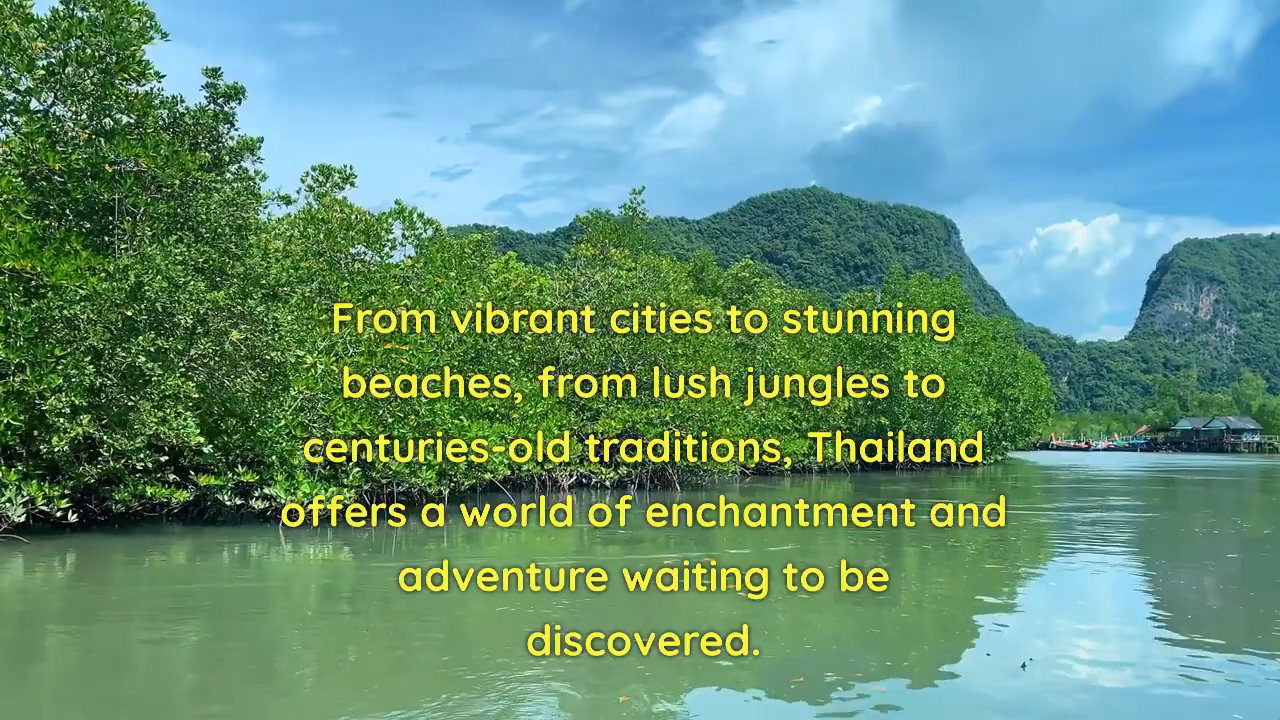 From vibrant cities to stunning
beaches, from lush jungles to
centuries-old traditions, Thailand
offers a world of enchantment and
adventure waiting to be
discovered.